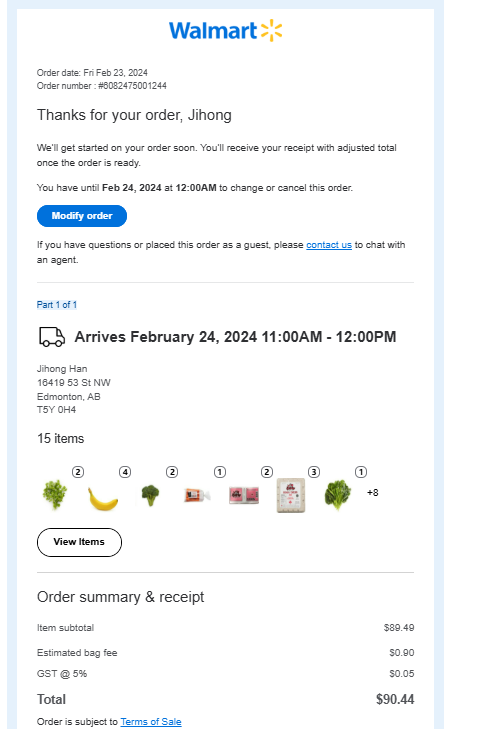 Walmart
Order date: Fri Feb 23, 2024
Order number : #6082475001244
Thanks for your order, Jihong
We'll get started on your order soon. You'll receive your receipt with adjusted total
once the order is ready.
You have until Feb 24, 2024 at 12:00AM to change or cancel this order.
Modify order
If you have questions or placed this order as a guest, please contact us to chat with
an agent.
Part 1 of 1
Arrives February 24, 2024 11:00AM - 12:00PM
Jihong Han
16419 53 St NW
Edmonton, AB
T5Y 0H4
15 items
2 4 2 1 2 3 1
+8
View Items
Order summary & receipt
Item subtotal $89.49
Estimated bag fee $0.90
GST @ 5% $0.05
Total $90.44
Order is subject to Terms of Sale